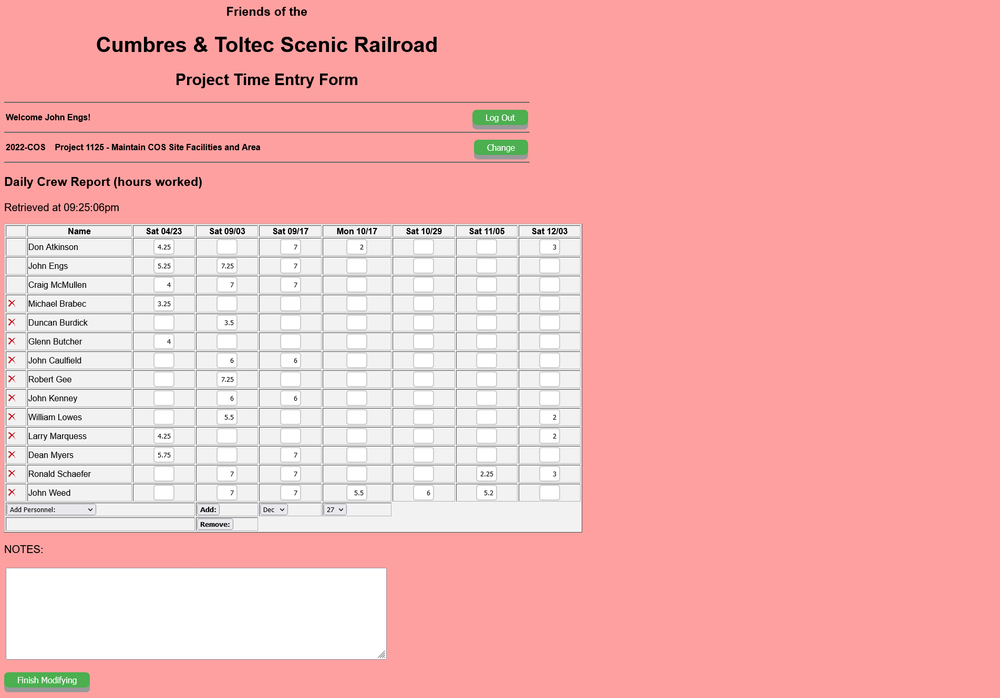 Friends of the
Cumbres & Toltec Scenic Railroad
Project Time Entry Form
Welcome John Engs! Log Out
2022-COS Project 1125 - Maintain COS Site Facilities and Area Change
Daily Crew Report (hours worked)
Retrieved at 09:25:06pm
Name Sat 04/23 Sat 09/03 Sat 09/17 Mon 10/17 Sat 10/29 Sat 11/05 Sat 12/03
Don Atkinson 4.25 7 2 3
John Engs 5.25 7.25 7
Craig McMullen 4 7 7
Michael Brabec 3.25
Duncan Burdick 3.5
Glenn Butcher 4
John Caulfield 6 6
Robert Gee 7.25
John Kenney 6 6
William Lowes 5.5 2
Larry Marquess 4.25 2
Dean Myers 5.75 7
Ronald Schaefer 7 7 2.25 3
John Weed 7 7 5.5 6 5.2
Add Personnel: Add: Dec 27
Remove:
NOTES:
Finish Modifying